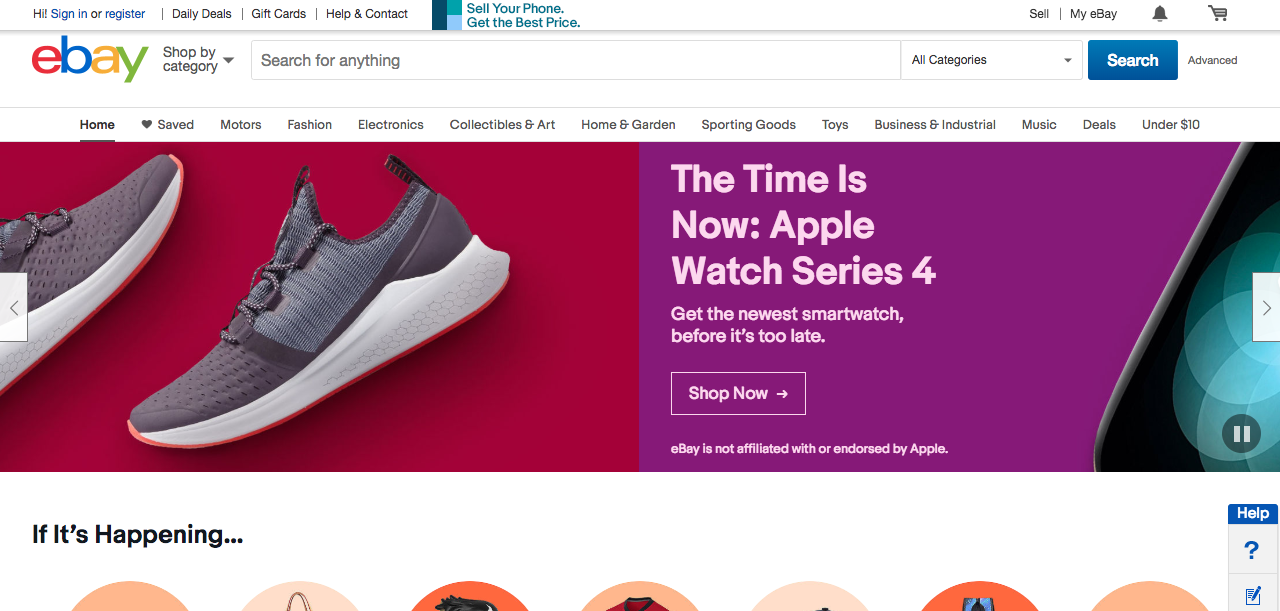 Hi! Sign in or register
Daily Deals
Gift Cards
Help & Contact
Sell Your Phone.
Get the Best Price.
Sell
My eBay
ebay
Shop by
category
Search for anything
All Categories
Search
Advanced
Home
Saved
Motors
Fashion
Electronics
Collectibles & Art
Home & Garden
Sporting Goods
Toys
Business & Industrial
Music
Deals
Under $10
The Time Is
Now: Apple
Watch Series 4
Get the newest smartwatch,
before it's too late.
Shop Now →
eBay is not affiliated with or endorsed by Apple.
If It's Happening...
Help
?